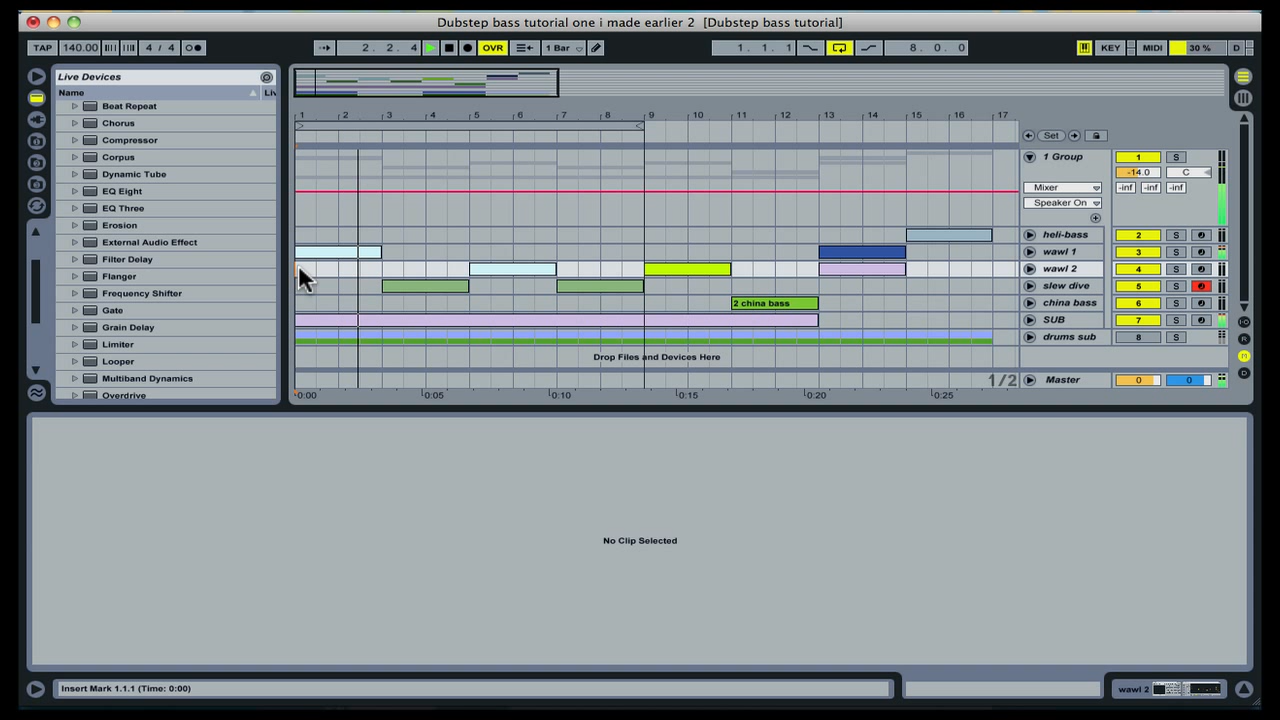 Dubstep bass tutorial one i made earlier 2 [Dubstep bass tutorial]
TAP 140.00 4 / 4 2. 2. 4 OVR 1 Bar 1. 1. 1 8. 0. 0 KEY MIDI 30 % D
Live Devices
Name Liv
Beat Repeat
Chorus
Compressor
Corpus
Dynamic Tube
EQ Eight
EQ Three
Erosion
External Audio Effect
Filter Delay
Flanger
Frequency Shifter
Gate
Grain Delay
Limiter
Looper
Multiband Dynamics
Overdrive
1 2 3 4 5 6 7 8 9 10 11 12 13 14 15 16 17
Set
1 Group 1 S
-14.0 C
Mixer -inf -inf -inf
Speaker On
heli-bass 2 S
wawl 1 3 S
wawl 2 4 S
slew dive 5 S
2 china bass
china bass 6 S
SUB 7 S
drums sub 8 S
Drop Files and Devices Here
1/2
Master 0 0
0:00 0:05 0:10 0:15 0:20 0:25
I-O
R
M
D
No Clip Selected
Insert Mark 1.1.1 (Time: 0:00)
wawl 2